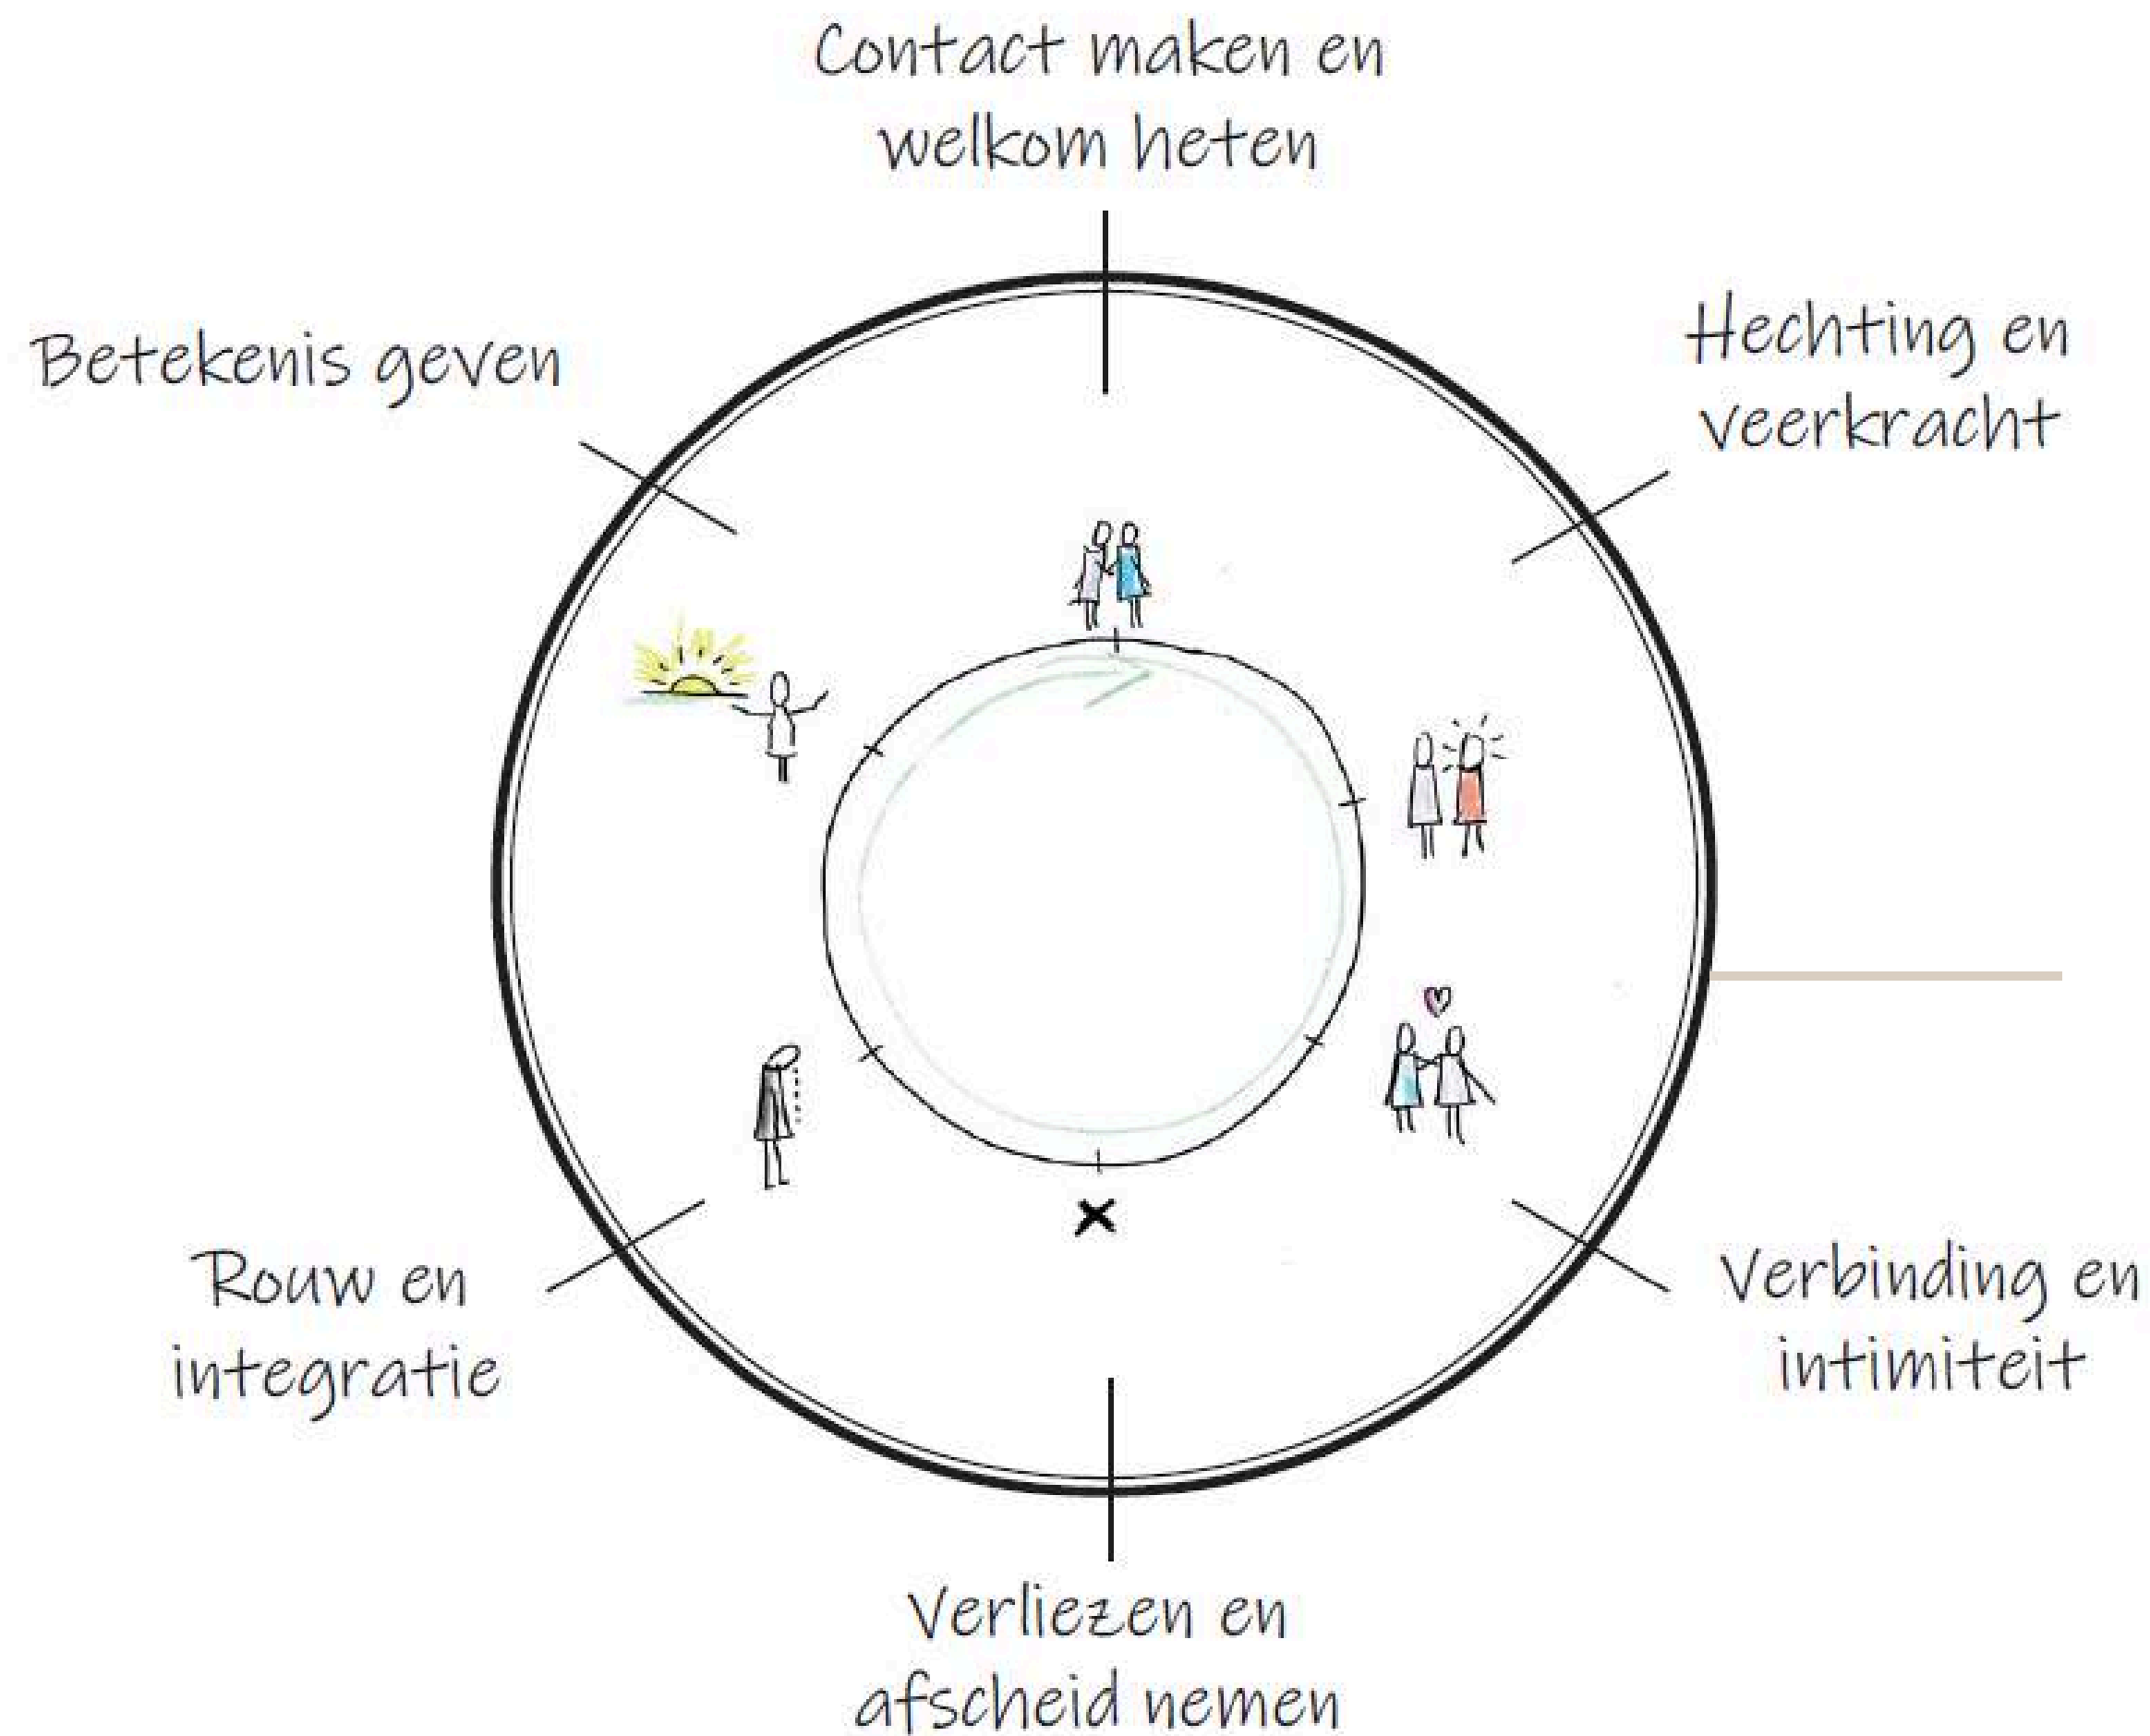 Contact maken en
welkom heten
Hechting en
veerkracht
Betekenis geven
Verbinding en
intimiteit
Rouw en
integratie
Verliezen en
afscheid nemen